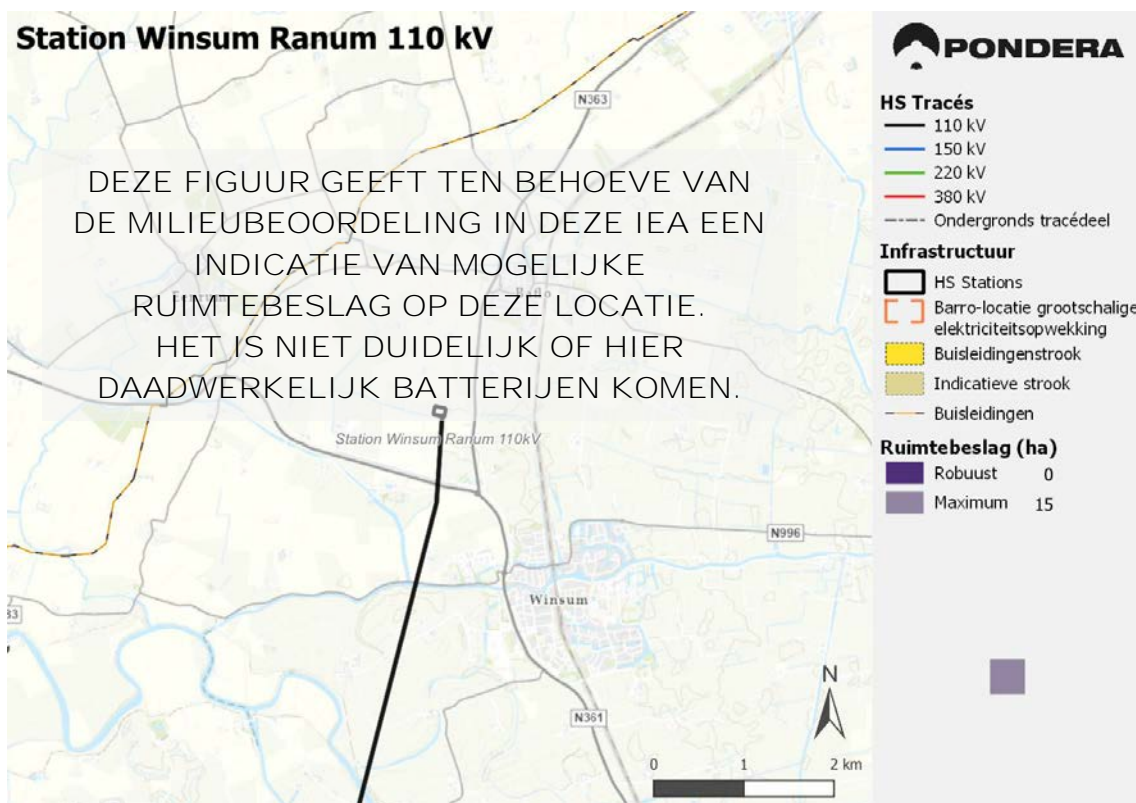 Station Winsum Ranum 110 kV
N363
DEZE FIGUUR GEEFT TEN BEHOEVE VAN
DE MILIEUBEOORDELING IN DEZE IEA EEN
INDICATIE VAN MOGELIJKE
RUIMTEBESLAG OP DEZE LOCATIE.
HET IS NIET DUIDELIJK OF HIER
DAADWERKELIJK BATTERIJEN KOMEN.
Station Winsum Ranum 110kV
N996
Winsum
N361
N
0 1 2 km
PONDERA
HS Tracés
110 kV
150 kV
220 kV
380 kV
Ondergronds tracédeel
Infrastructuur
HS Stations
Barro-locatie grootschalige
elektriciteitsopwekking
Buisleidingenstrook
Indicatieve strook
Buisleidingen
Ruimtebeslag (ha)
Robuust 0
Maximum 15